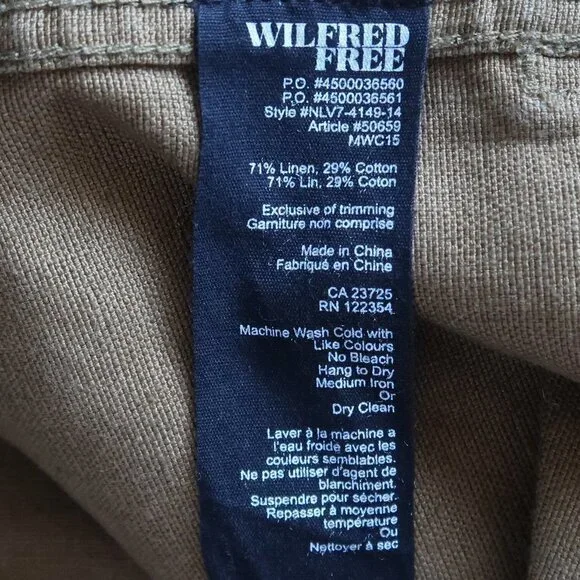 WILFRED
FREE
P.O. #4500036560
P.O. #4500036561
Style #NLV7-4149-14
Article #50659
MWC15
71% Linen, 29% Cotton
71% Lin, 29% Coton
Exclusive of trimming
Garniture non comprise
Made in China
Fabriqué en Chine
CA 23725
RN 122354
Machine Wash Cold with
Like Colours
No Bleach
Hang to Dry
Medium Iron
Or
Dry Clean
Laver à la machine a
l'eau froide avec les
couleurs semblables.
Ne pas utiliser d'agent de
blanchiment.
Suspendre pour sécher.
Repasser à moyenne
température
Ou
Nettoyer à sec